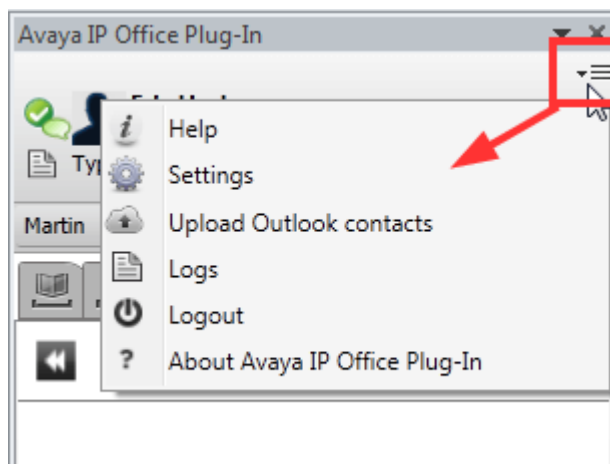 Avaya IP Office Plug-In
Help
Settings
Upload Outlook contacts
Martin
Logs
Logout
About Avaya IP Office Plug-In